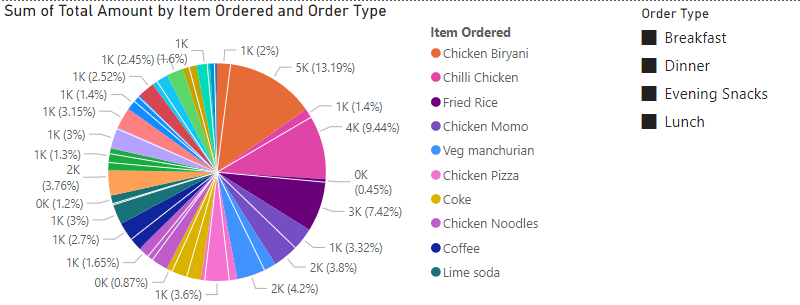 Sum of Total Amount by Item Ordered and Order Type
1K (2%)
5K (13.19%)
1K (1.4%)
4K (9.44%)
0K
(0.45%)
3K (7.42%)
1K (3.32%)
2K (3.8%)
2K (4.2%)
1K (3.6%)
0K (0.87%)
1K (1.65%)
1K (2.7%)
1K (3%)
0K (1.2%)
2K
(3.76%)
1K (1.3%)
1K (3%)
1K (3.15%)
1K (1.4%)
1K (2.52%)
1K (2.45%)
1K
(1.6%)
Item Ordered
Chicken Biryani
Chilli Chicken
Fried Rice
Chicken Momo
Veg manchurian
Chicken Pizza
Coke
Chicken Noodles
Coffee
Lime soda
Order Type
Breakfast
Dinner
Evening Snacks
Lunch